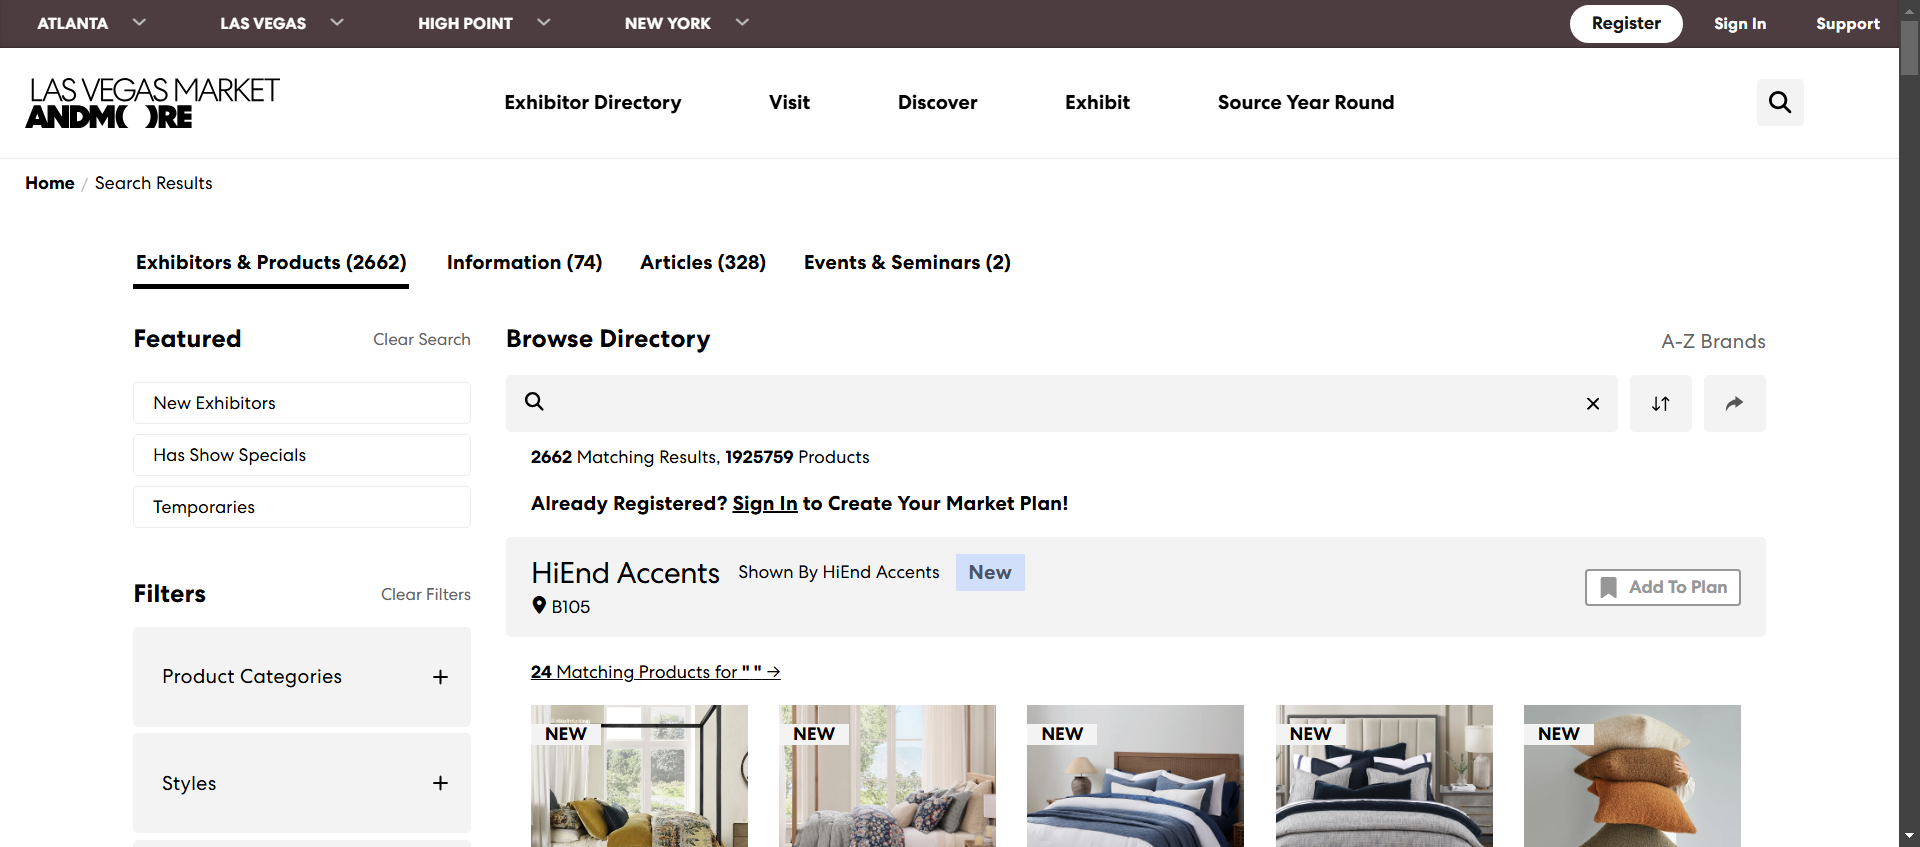 ATLANTA LAS VEGAS HIGH POINT NEW YORK Register Sign In Support
LAS VEGAS MARKET
ANDMORE
Exhibitor Directory Visit Discover Exhibit Source Year Round
Home / Search Results
Exhibitors & Products (2662) Information (74) Articles (328) Events & Seminars (2)
Featured Clear Search
New Exhibitors
Has Show Specials
Temporaries
Filters Clear Filters
Product Categories +
Styles +
Browse Directory A-Z Brands
2662 Matching Results, 1925759 Products
Already Registered? Sign In to Create Your Market Plan!
HiEnd Accents Shown By HiEnd Accents New
B105
Add To Plan
24 Matching Products for " " →
NEW NEW NEW NEW NEW